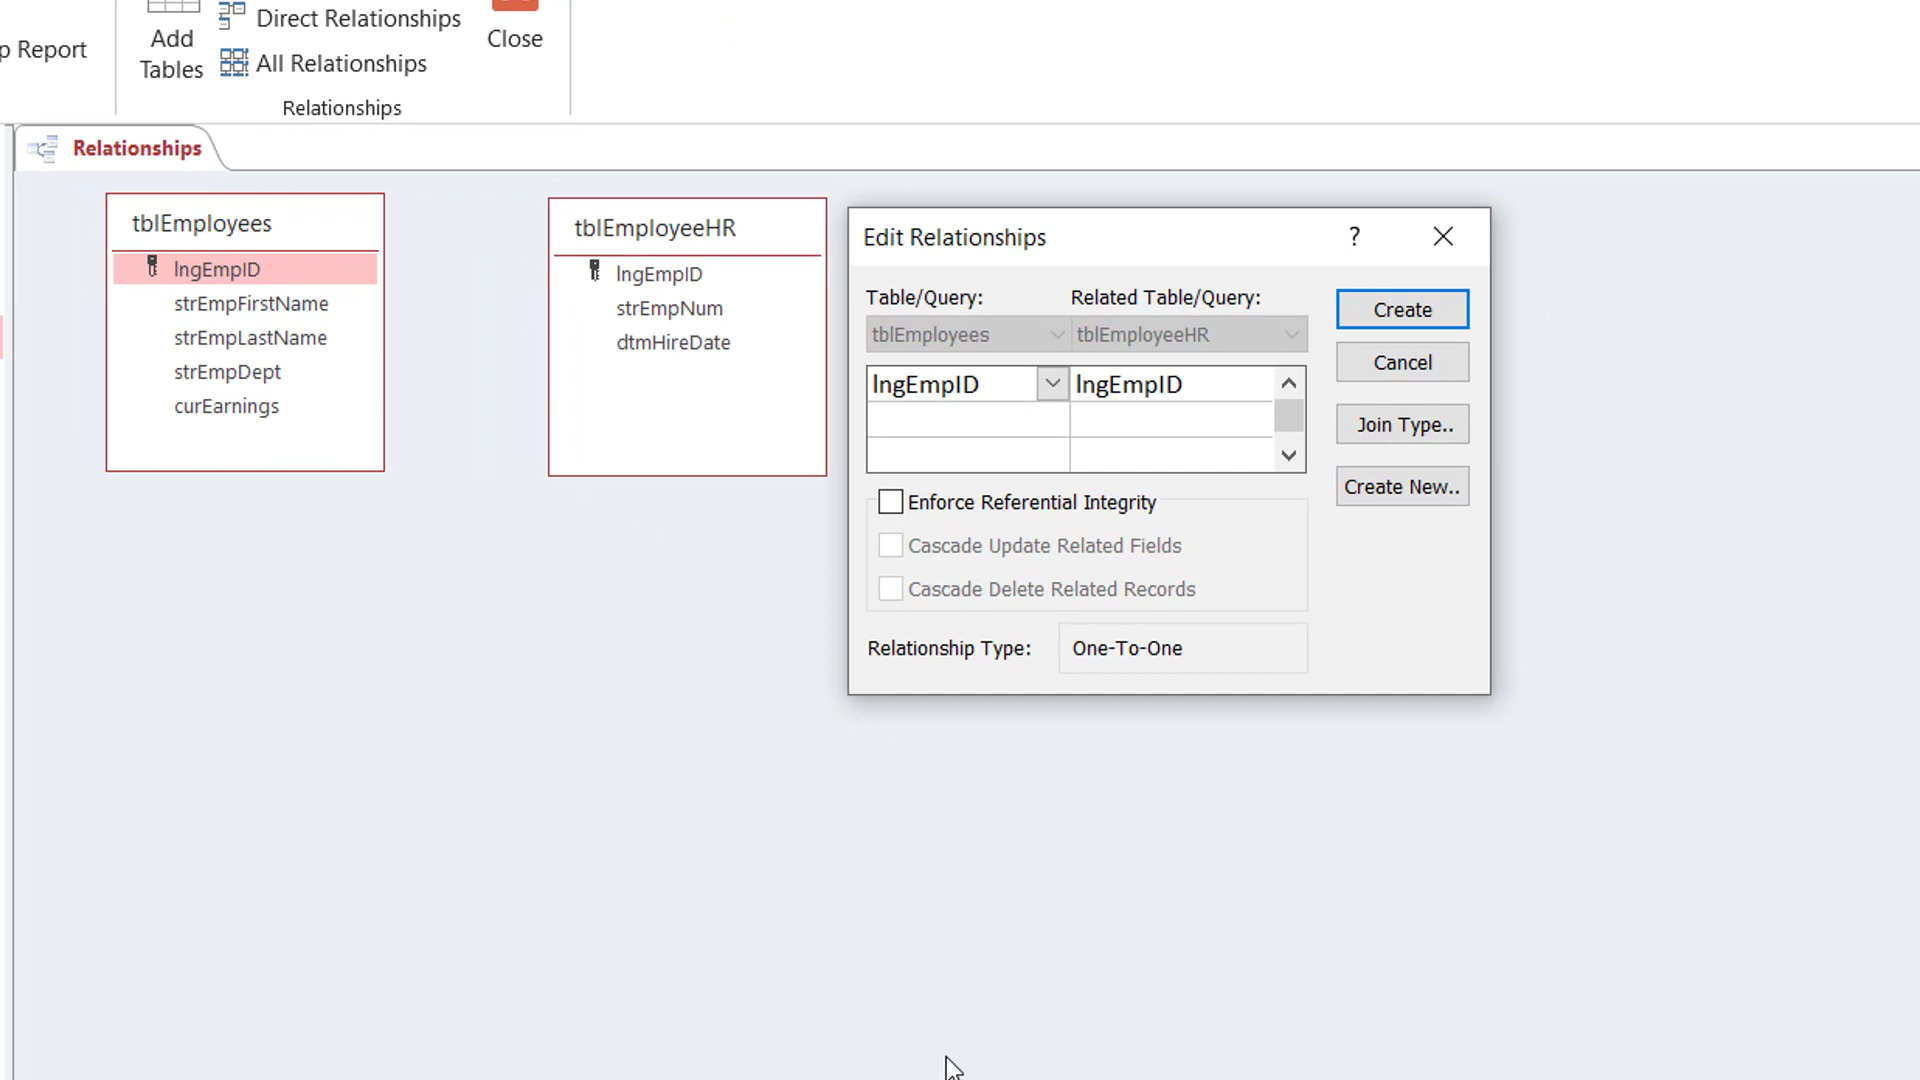 p Report
Add
Tables
Direct Relationships
All Relationships
Close
Relationships
Relationships
tblEmployees
lngEmpID
strEmpFirstName
strEmpLastName
strEmpDept
curEarnings
tblEmployeeHR
lngEmpID
strEmpNum
dtmHireDate
Edit Relationships
?
Table/Query: Related Table/Query:
tblEmployees tblEmployeeHR
lngEmpID lngEmpID
Create
Cancel
Join Type..
Create New..
Enforce Referential Integrity
Cascade Update Related Fields
Cascade Delete Related Records
Relationship Type: One-To-One